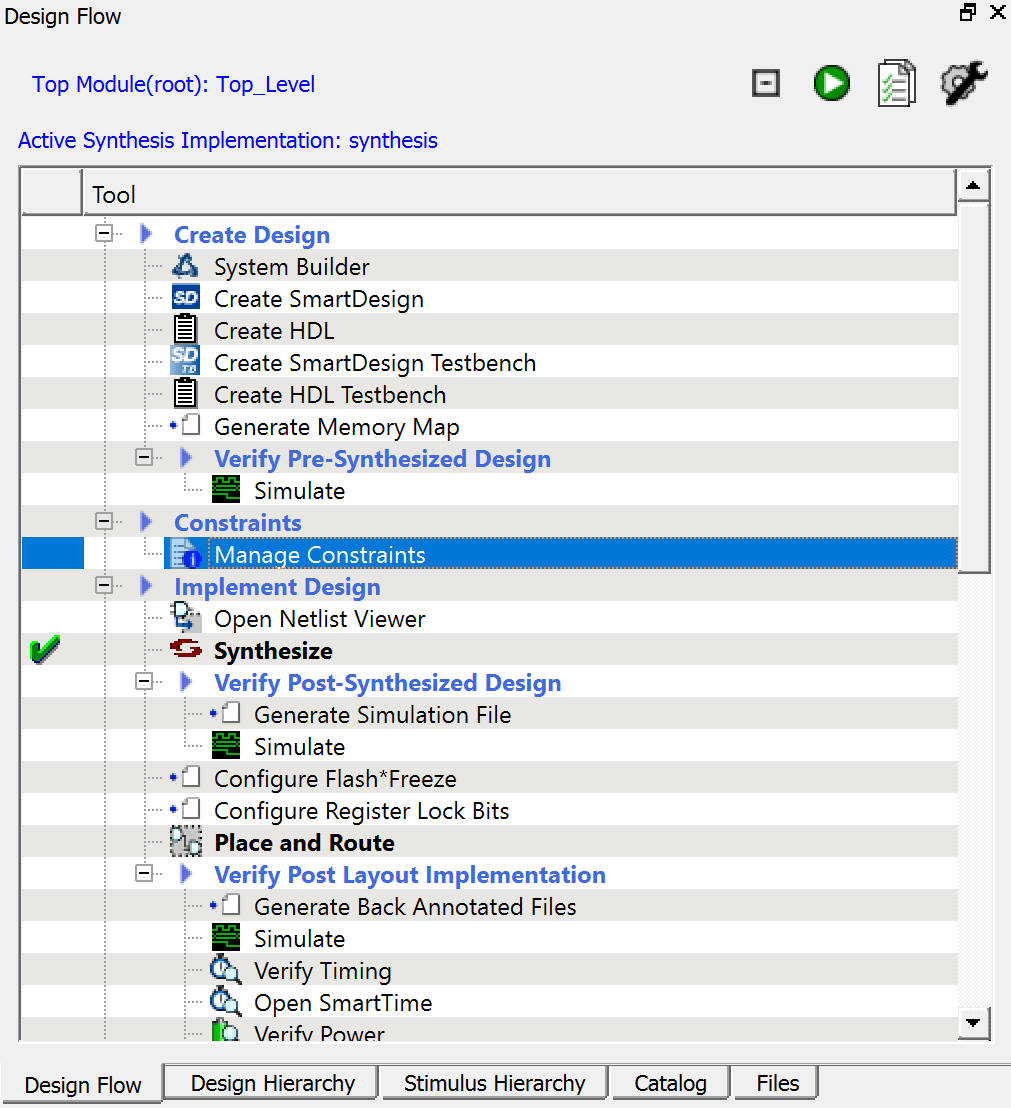 Design Flow
Top Module(root): Top_Level
Active Synthesis Implementation: synthesis
Tool
Create Design
System Builder
SD Create SmartDesign
Create HDL
SD TB Create SmartDesign Testbench
Create HDL Testbench
Generate Memory Map
Verify Pre-Synthesized Design
Simulate
Constraints
Manage Constraints
Implement Design
Open Netlist Viewer
Synthesize
Verify Post-Synthesized Design
Generate Simulation File
Simulate
Configure Flash*Freeze
Configure Register Lock Bits
Place and Route
Verify Post Layout Implementation
Generate Back Annotated Files
Simulate
Verify Timing
Open SmartTime
Verify Power
Design Flow Design Hierarchy Stimulus Hierarchy Catalog Files